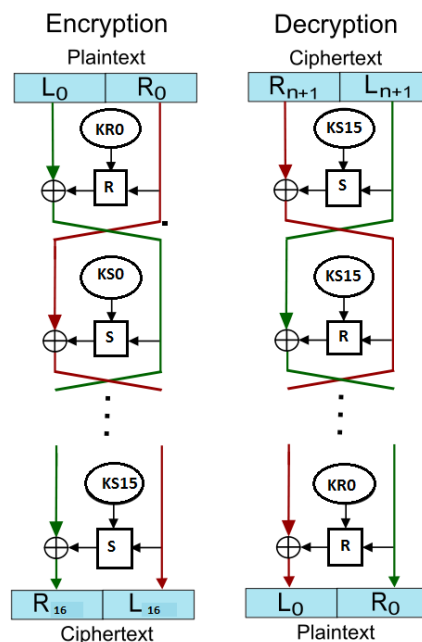 Encryption
Plaintext
L0 R0
KR0
R
KS0
S
KS15
S
R16 L16
Ciphertext
Decryption
Ciphertext
Rn+1 Ln+1
KS15
S
KS15
R
KR0
R
L0 R0
Plaintext